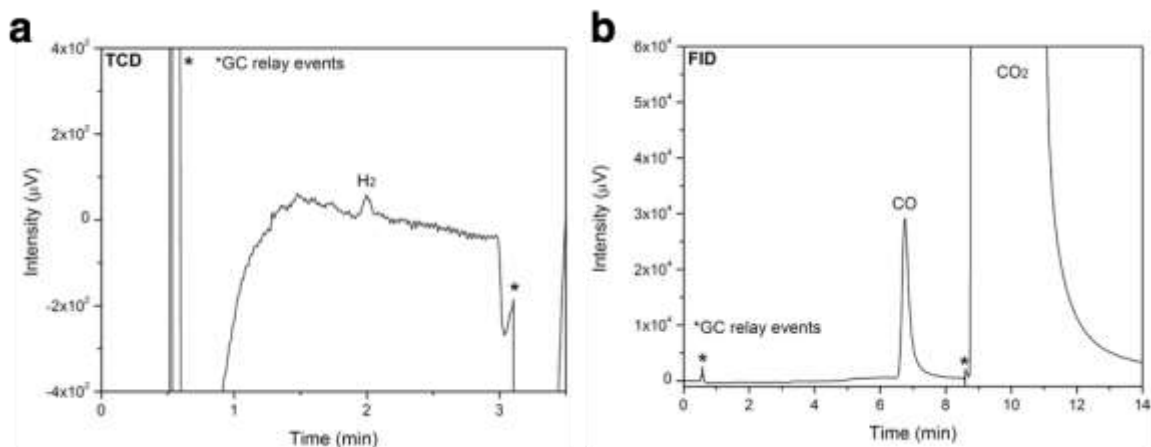 a
TCD
* *GC relay events
H2
*
4x10²
2x10²
0
-2x10²
-4x10²
Intensity (µV)
0 1 2 3
Time (min)
b
FID
CO2
CO
*GC relay events
* *
6x10⁴
5x10⁴
4x10⁴
3x10⁴
2x10⁴
1x10⁴
0
Intensity (µV)
0 2 4 6 8 10 12 14
Time (min)